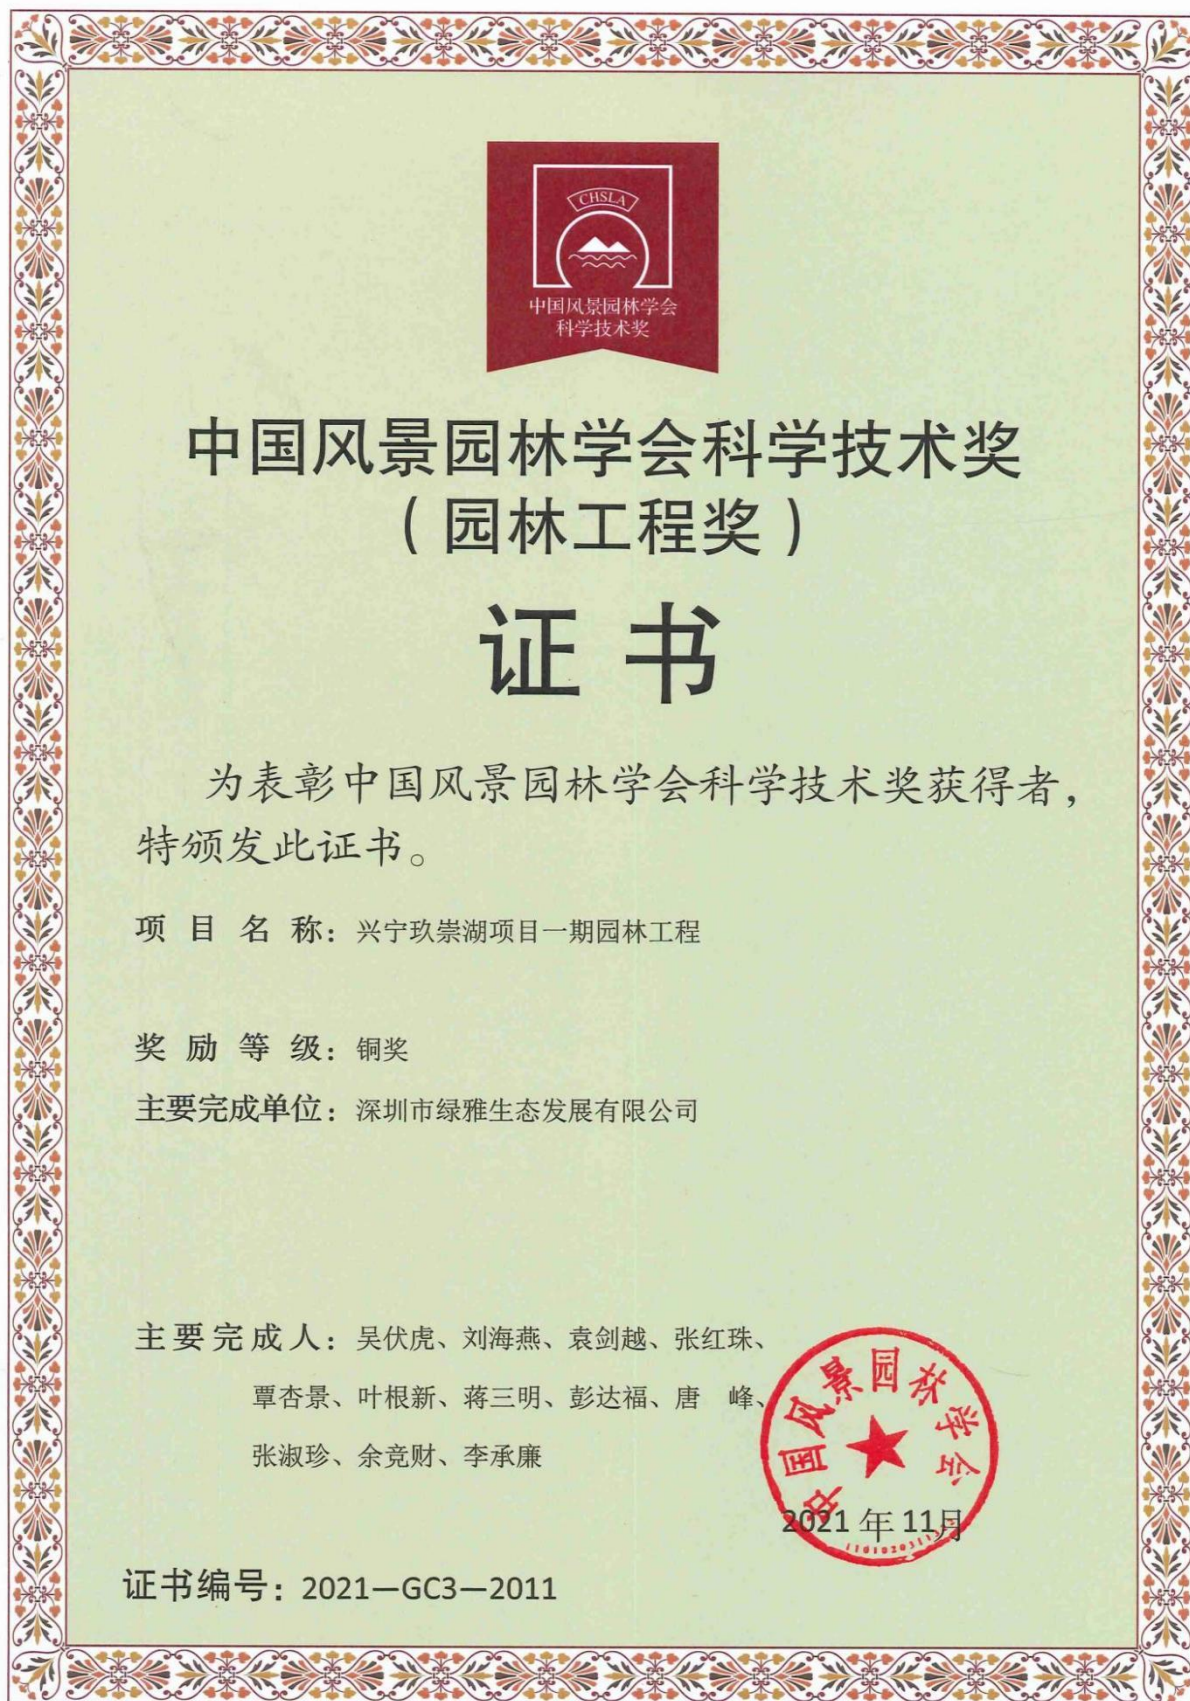 CHSLA
中国风景园林学会
科学技术奖
中国风景园林学会科学技术奖
（园林工程奖）
证书
为表彰中国风景园林学会科学技术奖获得者，
特颁发此证书。
项目名称：兴宁玖崇湖项目一期园林工程
奖励等级：铜奖
主要完成单位：深圳市绿雅生态发展有限公司
主要完成人：吴伏虎、刘海燕、袁剑越、张红珠、
覃杏景、叶根新、蒋三明、彭达福、唐　峰、
张淑珍、余竞财、李承廉
中国风景园林学会
2021年11月
证书编号：2021—GC3—2011